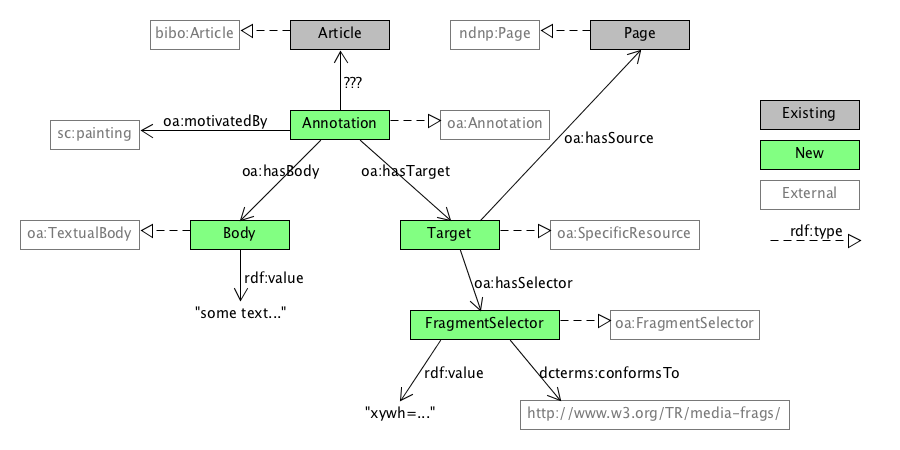 bibo:Article
Article
ndnp:Page
Page
???
oa:motivatedBy
Annotation
oa:Annotation
Existing
sc:painting
oa:hasSource
New
oa:hasBody
oa:hasTarget
External
oa:TextualBody
Body
Target
oa:SpecificResource
rdf:type
rdf:value
oa:hasSelector
"some text..."
FragmentSelector
oa:FragmentSelector
rdf:value
dcterms:conformsTo
"xywh=..."
http://www.w3.org/TR/media-frags/